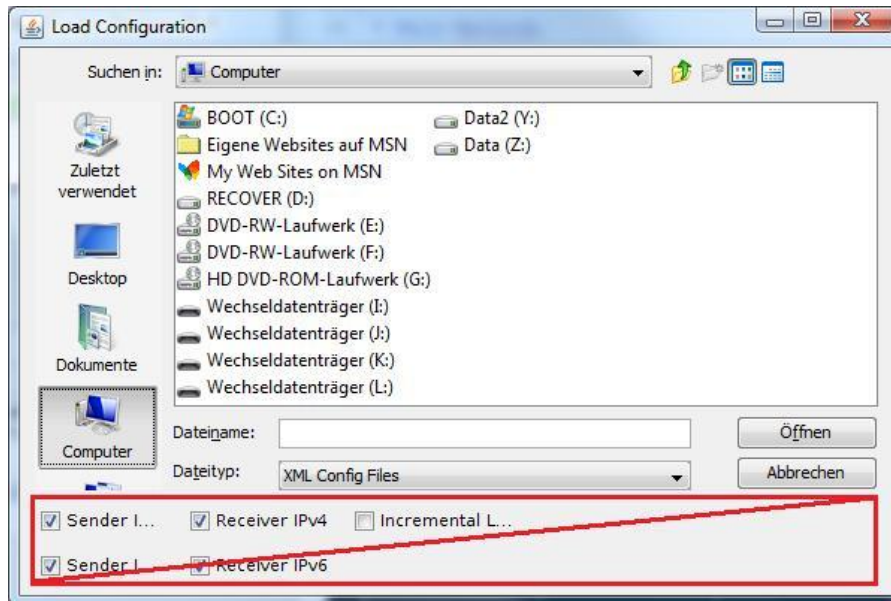 Load Configuration
Suchen in:
Computer
Zuletzt
verwendet
Desktop
Dokumente
Computer
BOOT (C:)
Eigene Websites auf MSN
My Web Sites on MSN
RECOVER (D:)
DVD-RW-Laufwerk (E:)
DVD-RW-Laufwerk (F:)
HD DVD-ROM-Laufwerk (G:)
Wechseldatenträger (I:)
Wechseldatenträger (J:)
Wechseldatenträger (K:)
Wechseldatenträger (L:)
Data2 (Y:)
Data (Z:)
Dateiname:
Öffnen
Dateityp:
XML Config Files
Abbrechen
Sender I...
Receiver IPv4
Incremental L...
Sender I...
Receiver IPv6